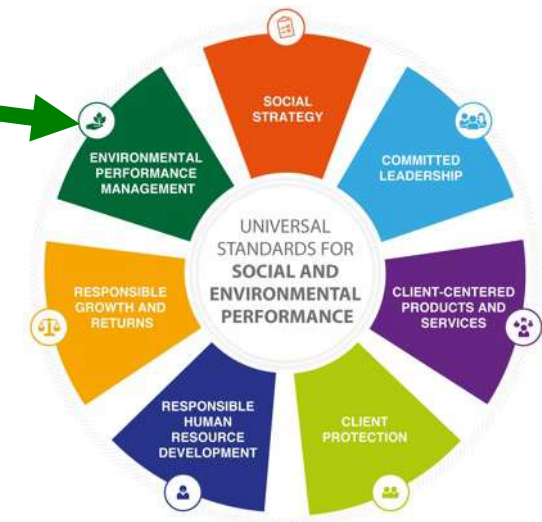 SOCIAL
STRATEGY
COMMITTED
LEADERSHIP
CLIENT-CENTERED
PRODUCTS AND
SERVICES
CLIENT
PROTECTION
RESPONSIBLE
HUMAN
RESOURCE
DEVELOPMENT
RESPONSIBLE
GROWTH AND
RETURNS
ENVIRONMENTAL
PERFORMANCE
MANAGEMENT
UNIVERSAL
STANDARDS FOR
SOCIAL AND
ENVIRONMENTAL
PERFORMANCE